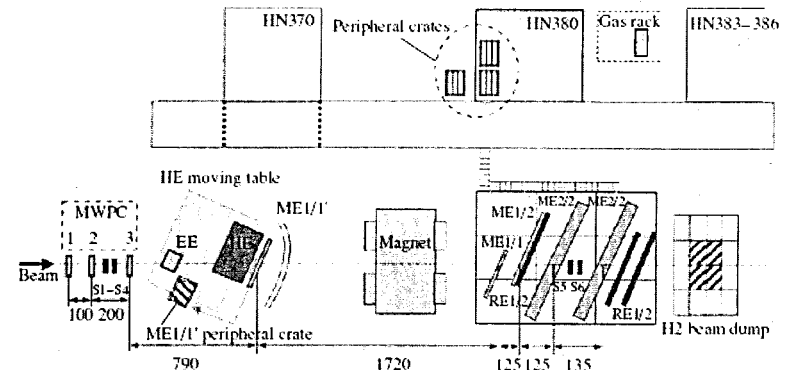 HN370
Peripheral crates
HN380
Gas rack
HN383-386
HE moving table
MWPC
1 2 3
ME1/1'
EE
HE
Magnet
ME1/2
ME2/2
ME2/2
ME1/1
Beam
S1-S4
S5 S6
RE1/2
RE1/2
100 200
ME1/1' peripheral crate
H2 beam dump
790
1720
125 125
135